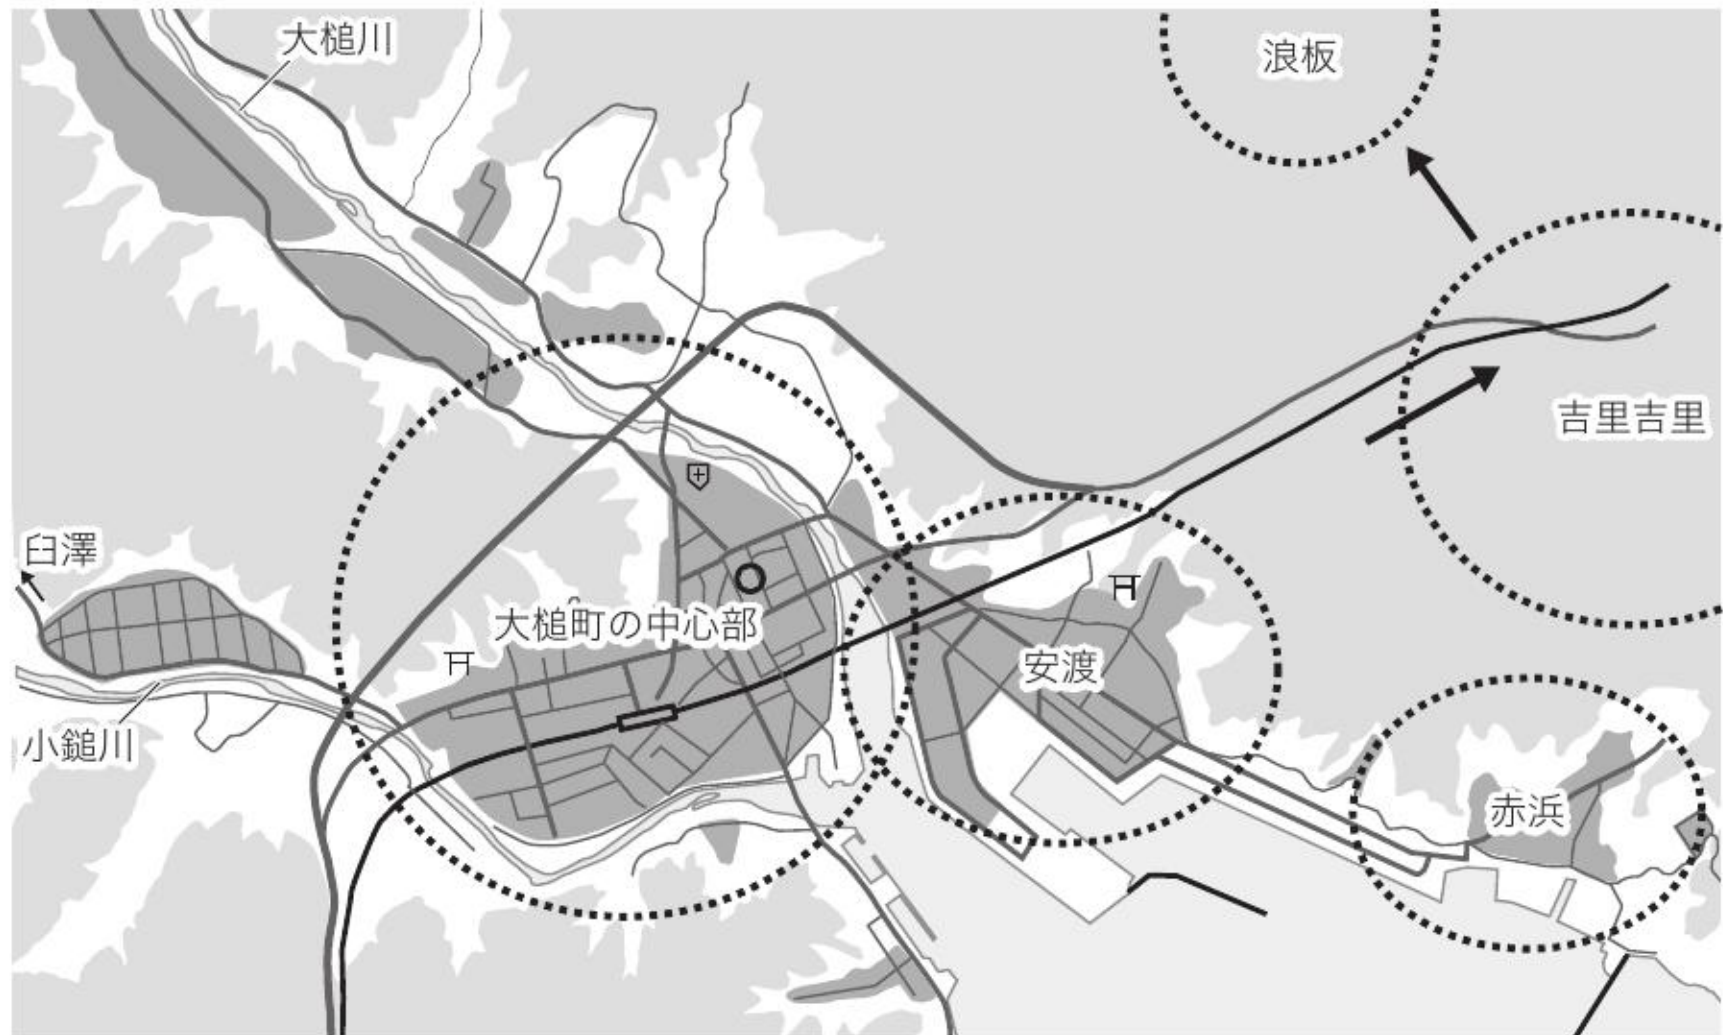 大槌川
浪板
吉里吉里
臼澤
大槌町の中心部
安渡
小鎚川
赤浜